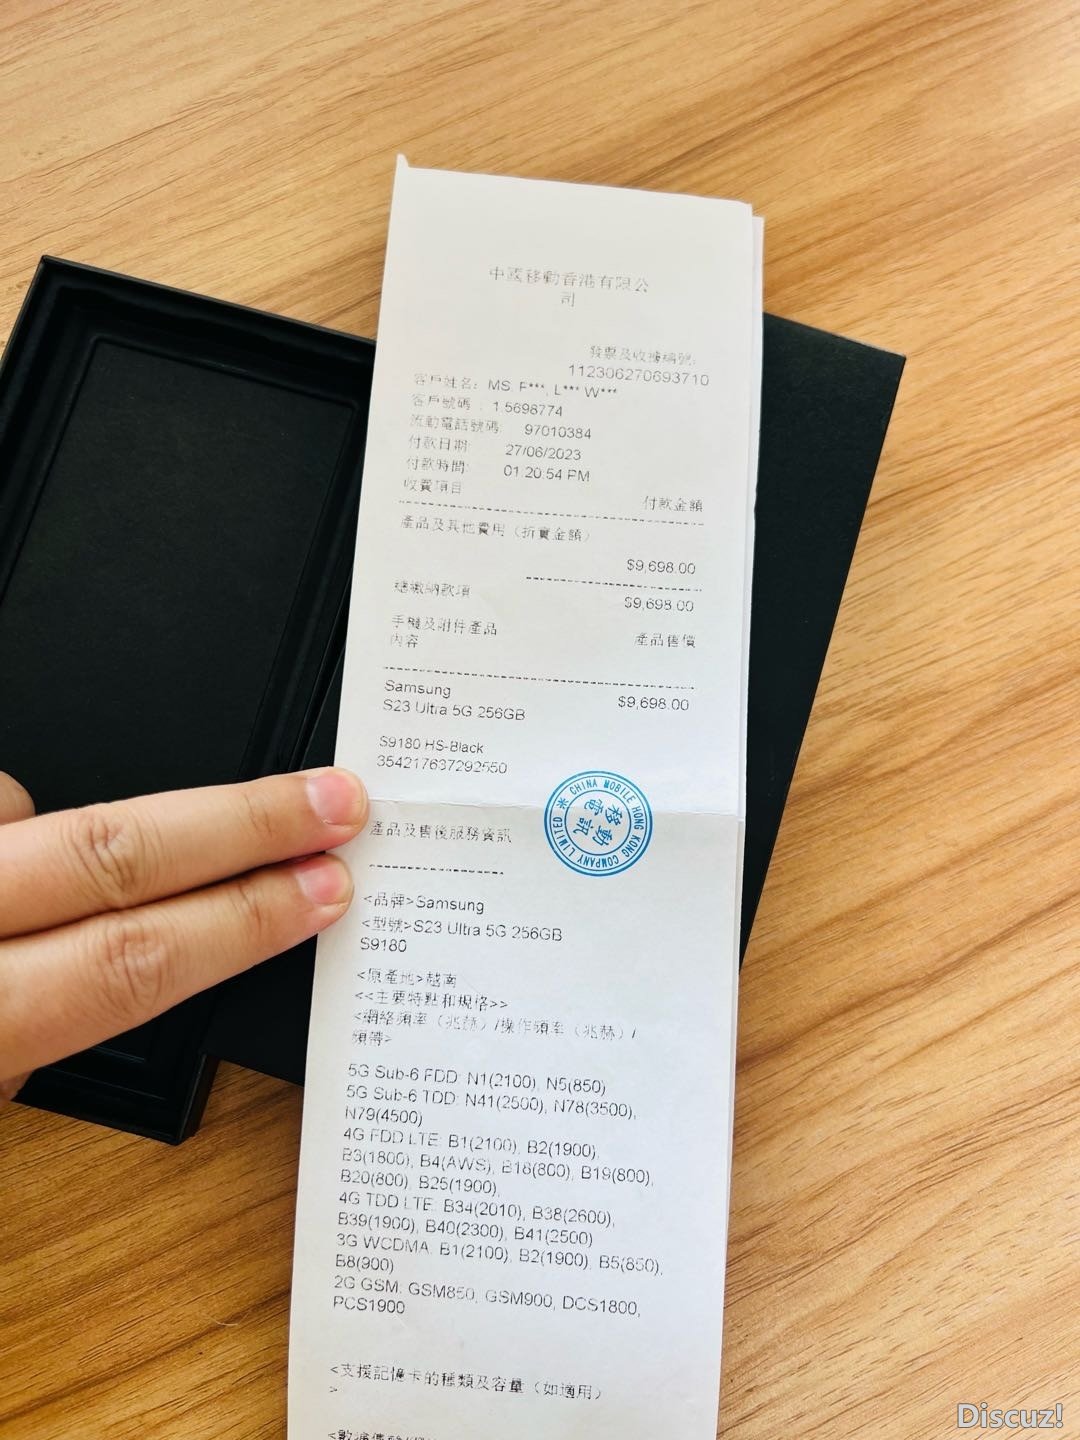 中國移動香港有限公
司
發票及收據編號:
112306270693710
客戶姓名: MS. F***, L*** W***
客戶號碼 : 1.5698774
流動電話號碼: 97010384
付款日期: 27/06/2023
付款時間: 01:20:54 PM
收費項目 付款金額
產品及其他費用（折實金額）
$9,698.00
總繳納款項 $9,698.00
手機及附件產品
內容 產品售價
Samsung $9,698.00
S23 Ultra 5G 256GB
S9180 HS-Black
354217637292550
CHINA MOBILE HONG KONG COMPANY LIMITED
移動電訊
產品及售後服務資訊
<品牌>Samsung
<型號>S23 Ultra 5G 256GB
S9180
<原產地>越南
<<主要特點和規格>>
<網絡頻率（兆赫）/操作頻率（兆赫）/
頻帶>
5G Sub-6 FDD: N1(2100), N5(850)
5G Sub-6 TDD: N41(2500), N78(3500),
N79(4500)
4G FDD LTE: B1(2100), B2(1900),
B3(1800), B4(AWS), B18(800), B19(800),
B20(800), B25(1900),
4G TDD LTE: B34(2010), B38(2600),
B39(1900), B40(2300), B41(2500)
3G WCDMA: B1(2100), B2(1900), B5(850),
B8(900)
2G GSM: GSM850, GSM900, DCS1800,
PCS1900
<支援記憶卡的種類及容量（如適用）
>
Discuz!